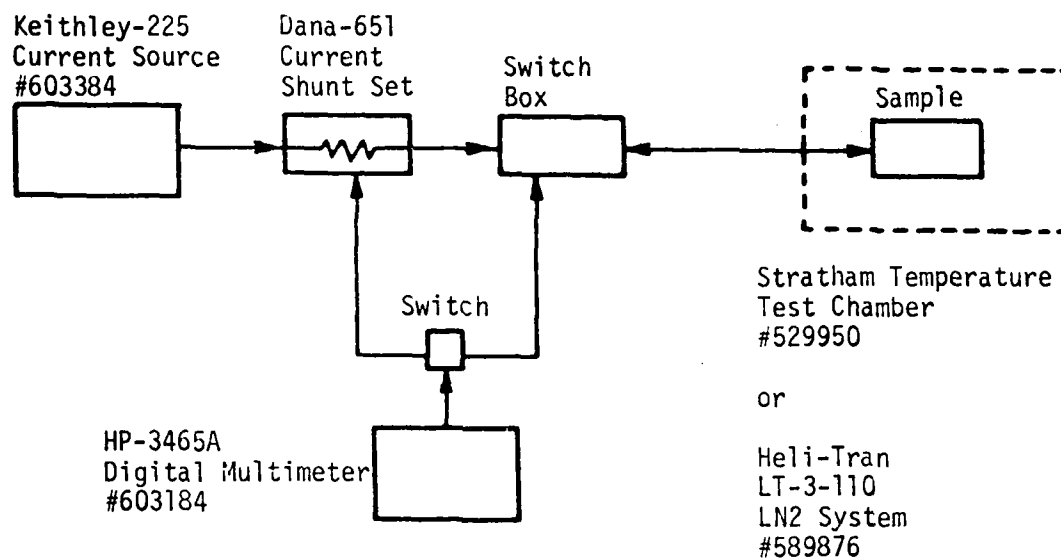 Keithley-225
Current Source
#603384
Dana-651
Current
Shunt Set
Switch
Box
Sample
Switch
HP-3465A
Digital Multimeter
#603184
Stratham Temperature
Test Chamber
#529950
or
Heli-Tran
LT-3-110
LN2 System
#589876